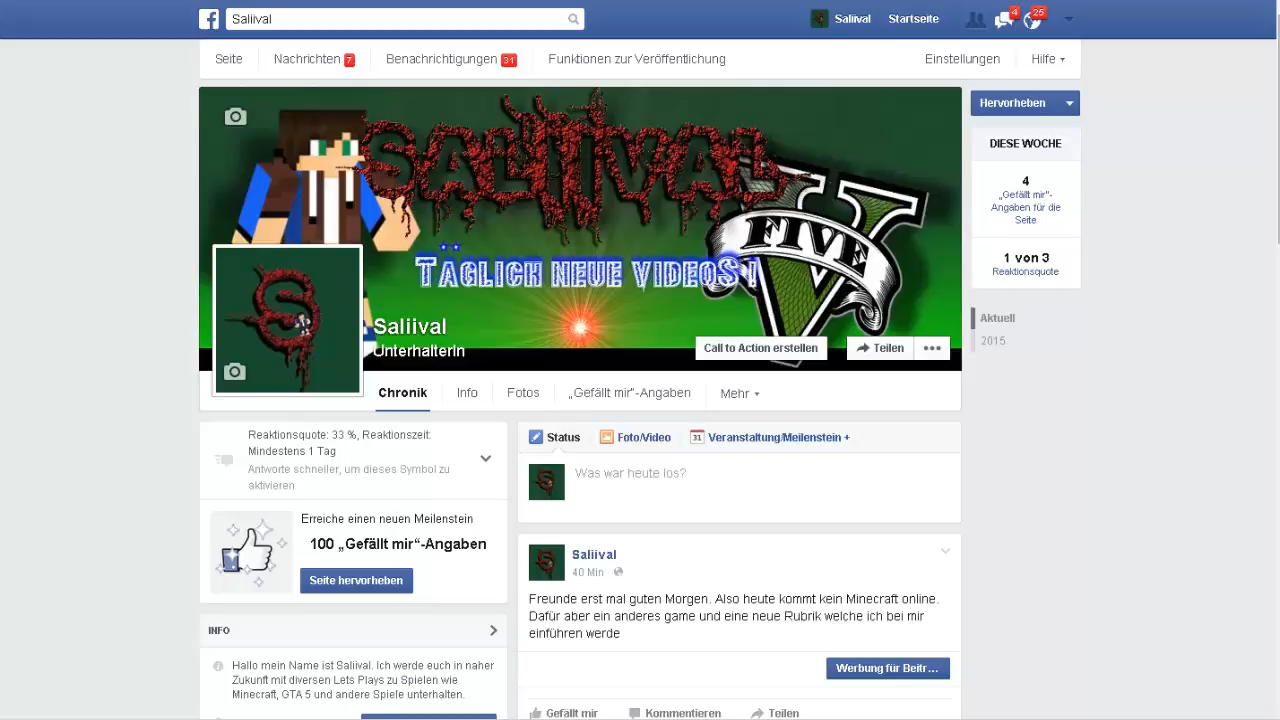 Saliival
Saliival
Startseite
4
25
Seite
Nachrichten 7
Benachrichtigungen 31
Funktionen zur Veröffentlichung
Einstellungen
Hilfe
SALIIVAL
FIVE
TÄGLICH NEUE VIDEOS !
Saliival
UnterhalterIn
Call to Action erstellen
Teilen
Hervorheben
DIESE WOCHE
4
„Gefällt mir"-
Angaben für die
Seite
1 von 3
Reaktionsquote
Aktuell
2015
Chronik
Info
Fotos
„Gefällt mir"-Angaben
Mehr
Reaktionsquote: 33 %, Reaktionszeit:
Mindestens 1 Tag
Antworte schneller, um dieses Symbol zu
aktivieren
Erreiche einen neuen Meilenstein
100 „Gefällt mir“-Angaben
Seite hervorheben
INFO
Hallo mein Name ist Saliival. Ich werde euch in naher
Zukunft mit diversen Lets Plays zu Spielen wie
Minecraft, GTA 5 und andere Spiele unterhalten.
Status
Foto/Video
31
Veranstaltung/Meilenstein +
Was war heute los?
Saliival
40 Min
Freunde erst mal guten Morgen. Also heute kommt kein Minecraft online.
Dafür aber ein anderes game und eine neue Rubrik welche ich bei mir
einführen werde
Werbung für Beitr…
Gefällt mir
Kommentieren
Teilen